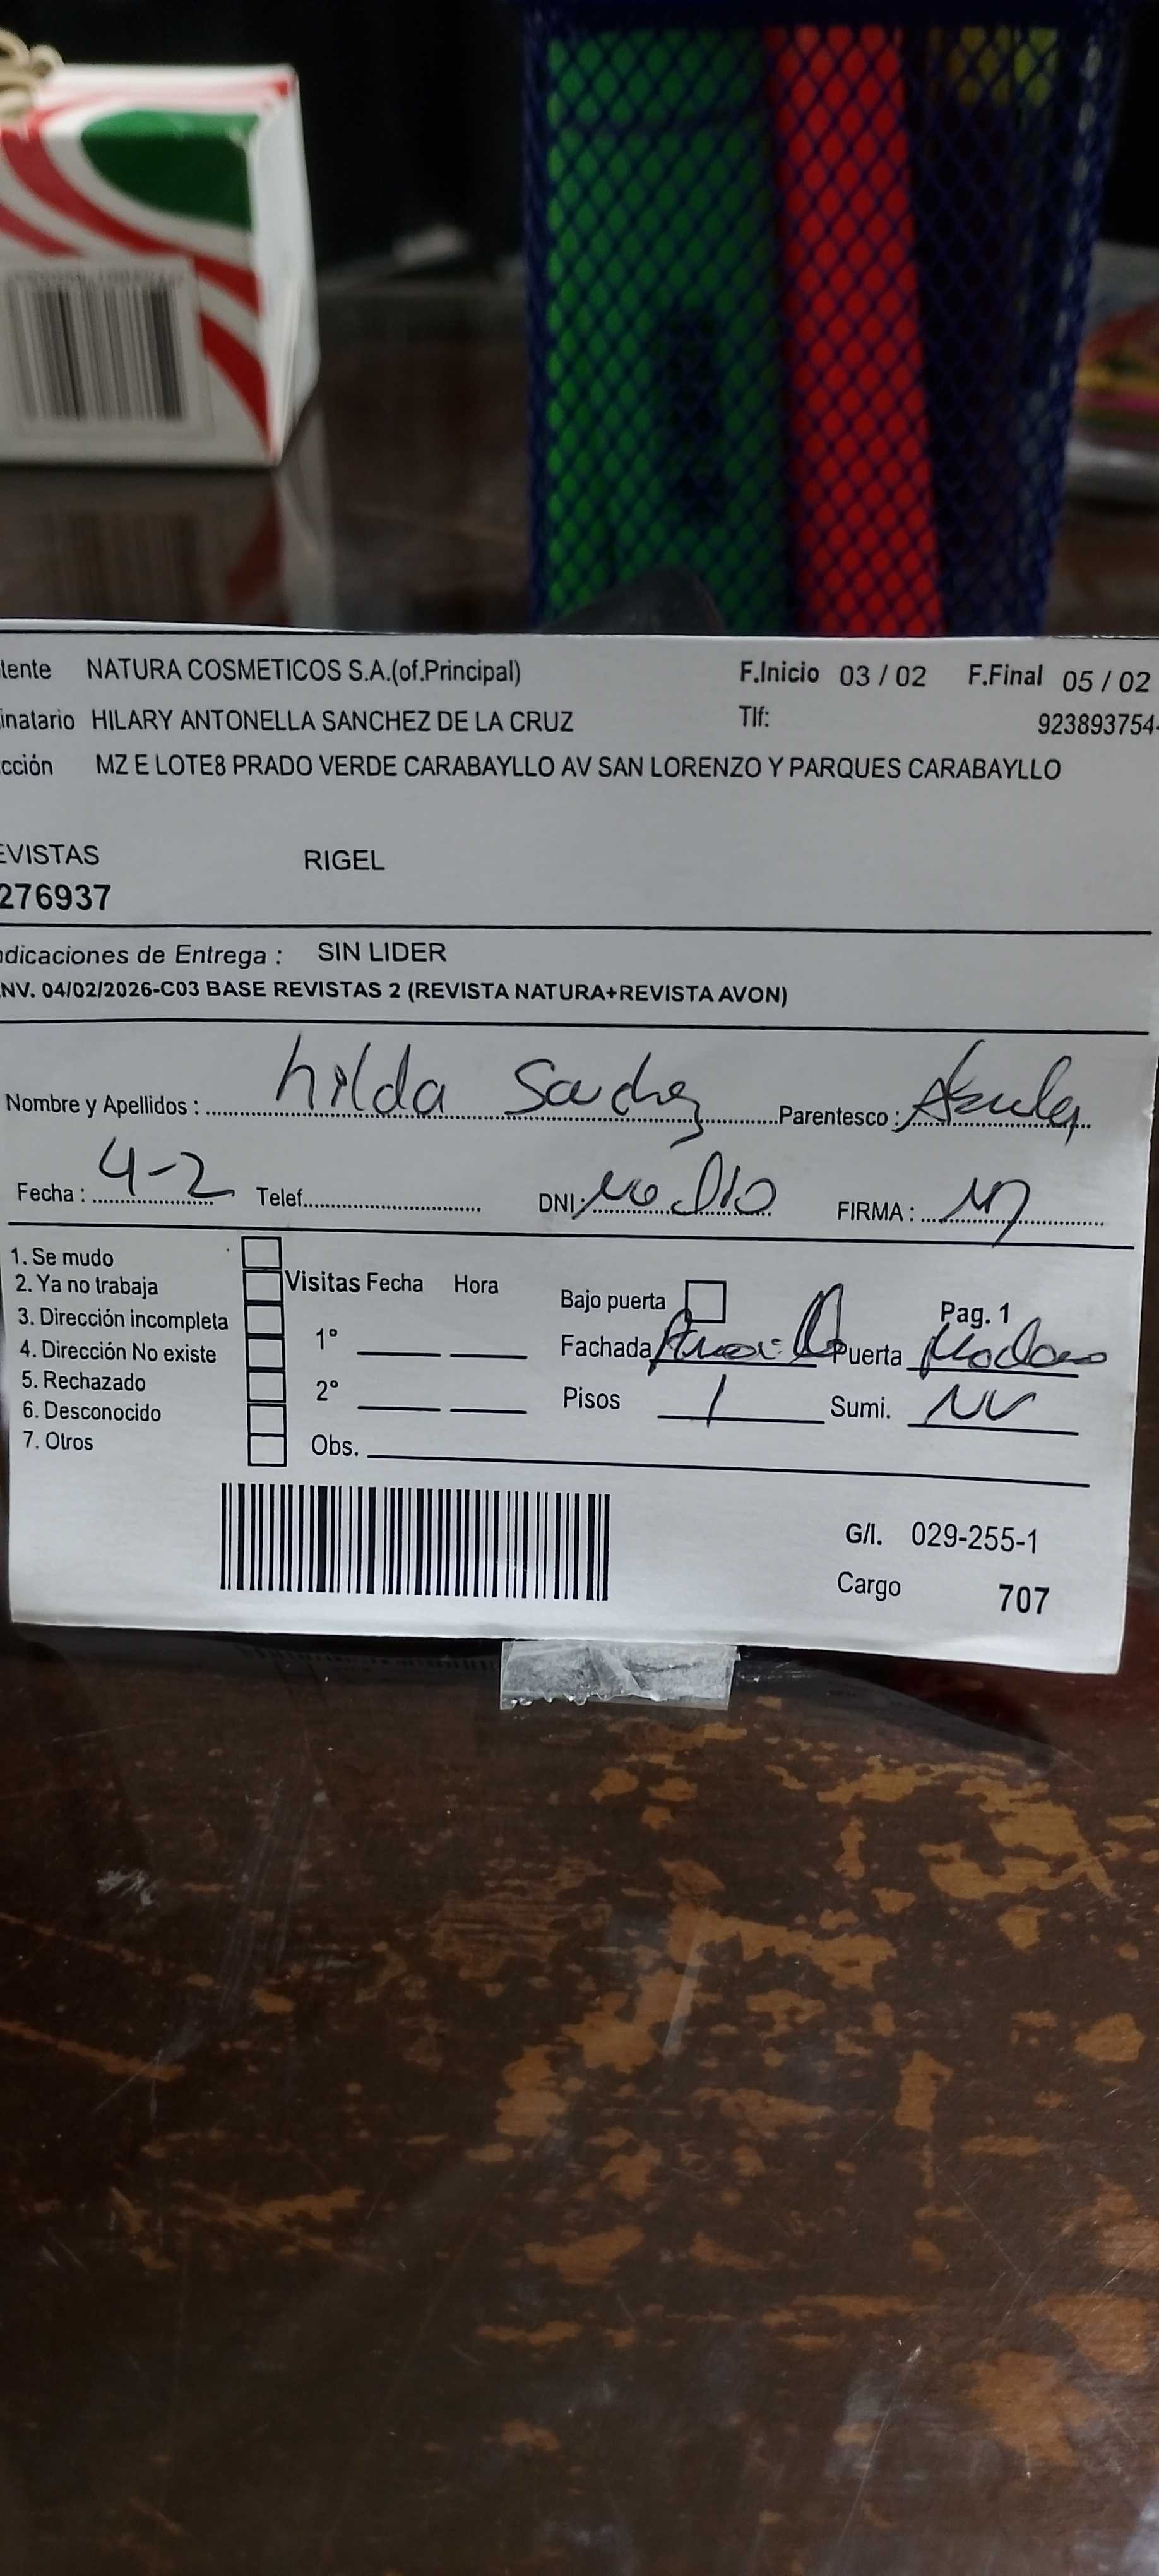 tente NATURA COSMETICOS S.A.(of.Principal) F.Inicio 03 / 02 F.Final 05 / 02
inatario HILARY ANTONELLA SANCHEZ DE LA CRUZ Tlf: 923893754
cción MZ E LOTE8 PRADO VERDE CARABAYLLO AV SAN LORENZO Y PARQUES CARABAYLLO
EVISTAS RIGEL
276937
ndicaciones de Entrega : SIN LIDER
NV. 04/02/2026-C03 BASE REVISTAS 2 (REVISTA NATURA+REVISTA AVON)
Nombre y Apellidos : hilda Sanchez Parentesco :
Fecha : 4-2 Telef. DNI: no dio FIRMA :
1. Se mudo
2. Ya no trabaja Visitas Fecha Hora Bajo puerta Pag. 1
3. Dirección incompleta 1° Fachada Puerta
4. Dirección No existe
5. Rechazado 2° Pisos 1 Sumi.
6. Desconocido
7. Otros Obs.
G/I. 029-255-1
Cargo 707